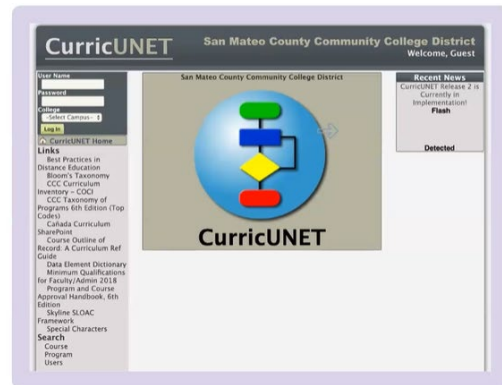 CurricUNET
San Mateo County Community College District
Welcome, Guest
User Name
Password
College
-Select Campus-
Log In
CurricUNET Home
Links
Best Practices in
Distance Education
Bloom's Taxonomy
CCC Curriculum
Inventory - COCI
CCC Taxonomy of
Programs 6th Edition (Top
Codes)
Cañada Curriculum
SharePoint
Course Outline of
Record: A Curriculum Ref
Guide
Data Element Dictionary
Minimum Qualifications
for Faculty/Admin 2018
Program and Course
Approval Handbook, 6th
Edition
Skyline SLOAC
Framework
Special Characters
Search
Course
Program
Users
San Mateo County Community College District
CurricUNET
Recent News
CurricUNET Release 2 is
Currently in
Implementation!
Flash
Detected